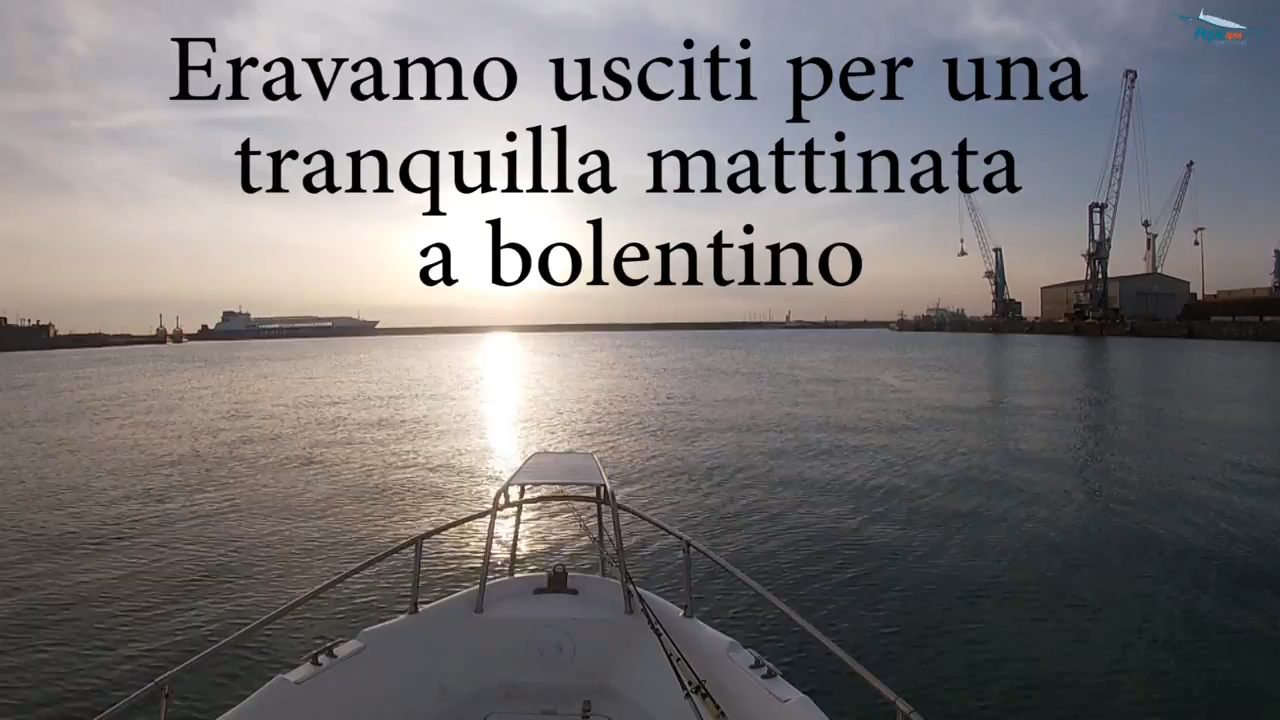 Eravamo usciti per una
tranquilla mattinata
a bolentino